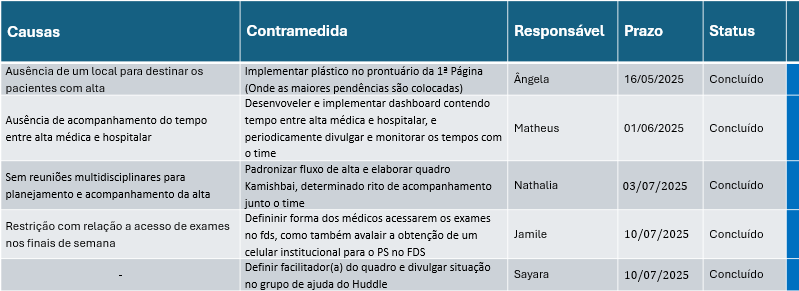 Causas
Contramedida
Responsável
Prazo
Status
Ausência de um local para destinar os
pacientes com alta
Implementar plástico no prontuário da 1ª Página
(Onde as maiores pendências são colocadas)
Ângela
16/05/2025
Concluído
Ausência de acompanhamento do tempo
entre alta médica e hospitalar
Desenvoveler e implementar dashboard contendo
tempo entre alta médica e hospitalar, e
periodicamente divulgar e monitorar os tempos com
o time
Matheus
01/06/2025
Concluído
Sem reuniões multidisciplinares para
planejamento e acompanhamento da alta
Padronizar fluxo de alta e elaborar quadro
Kamishbai, determinado rito de acompanhamento
junto o time
Nathalia
03/07/2025
Concluído
Restrição com relação a acesso de exames
nos finais de semana
Defininir forma dos médicos acessarem os exames
no fds, como também avalair a obtenção de um
celular institucional para o PS no FDS
Jamile
10/07/2025
Concluído
-
Definir facilitador(a) do quadro e divulgar situação
no grupo de ajuda do Huddle
Sayara
10/07/2025
Concluído